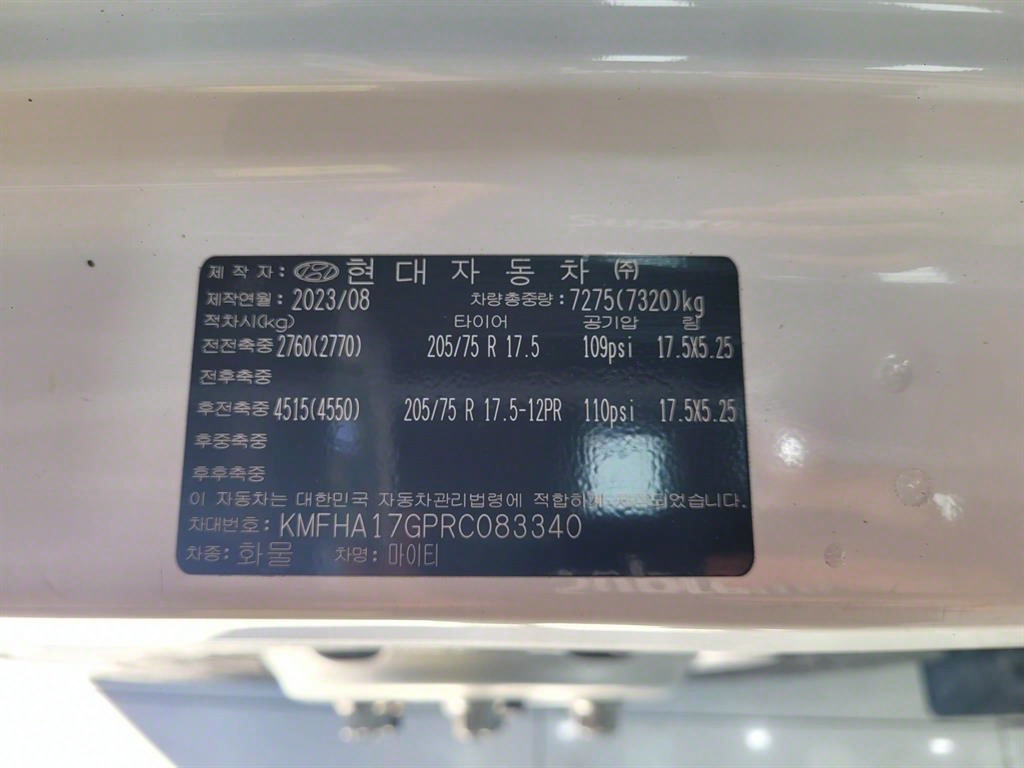 제 작 자: 현 대 자 동 차 ㈜
제작연월: 2023/08 차량총중량: 7275(7320)kg
적차시(kg) 타이어 공기압 림
전전축중 2760(2770) 205/75 R 17.5 109psi 17.5X5.25
전후축중
후전축중 4515(4550) 205/75 R 17.5-12PR 110psi 17.5X5.25
후중축중
후후축중
이 자동차는 대한민국 자동차관리법령에 적합하게 제작되었습니다.
차대번호: KMFHA17GPRC083340
차종: 화물 차명: 마이티